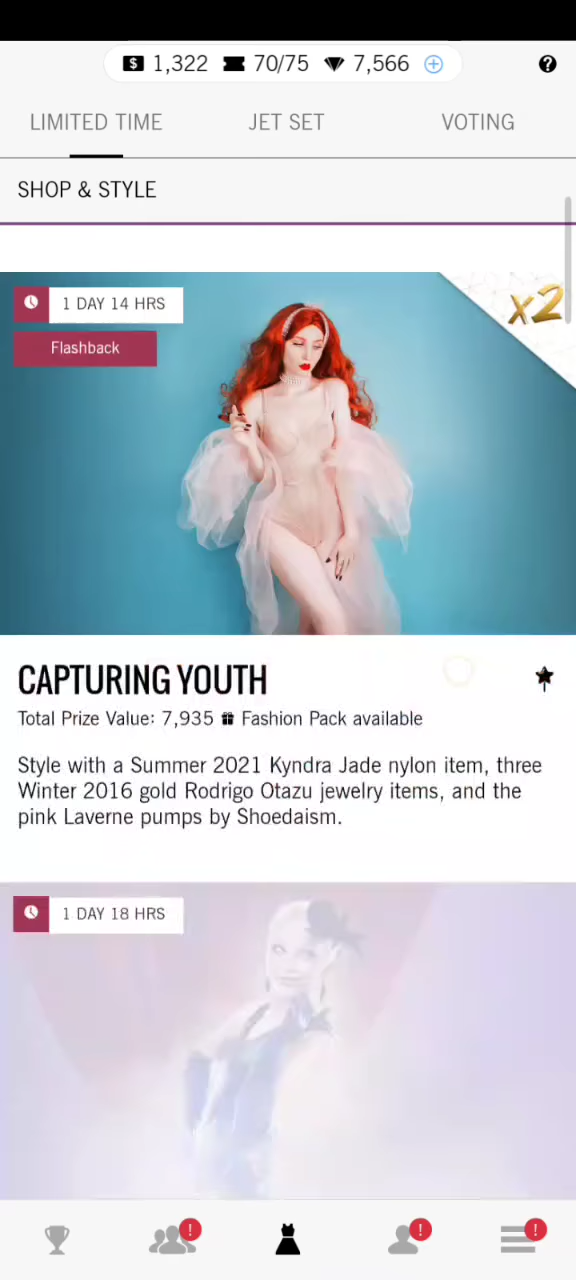 $ 1,322 70/75 7,566
LIMITED TIME JET SET VOTING
SHOP & STYLE
1 DAY 14 HRS
x2
Flashback
CAPTURING YOUTH
Total Prize Value: 7,935 Fashion Pack available
Style with a Summer 2021 Kyndra Jade nylon item, three
Winter 2016 gold Rodrigo Otazu jewelry items, and the
pink Laverne pumps by Shoedaism.
1 DAY 18 HRS